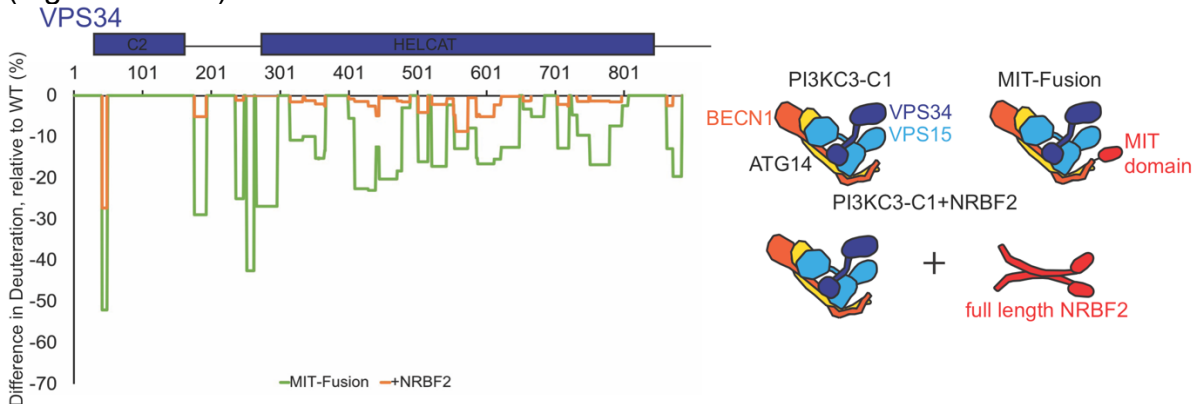 VPS34
C2
HELCAT
1 101 201 301 401 501 601 701 801
Difference in Deuteration, relative to WT (%)
0
-10
-20
-30
-40
-50
-60
-70
MIT-Fusion +NRBF2
PI3KC3-C1
BECN1
VPS34
VPS15
ATG14
MIT-Fusion
MIT
domain
PI3KC3-C1+NRBF2
+
full length NRBF2